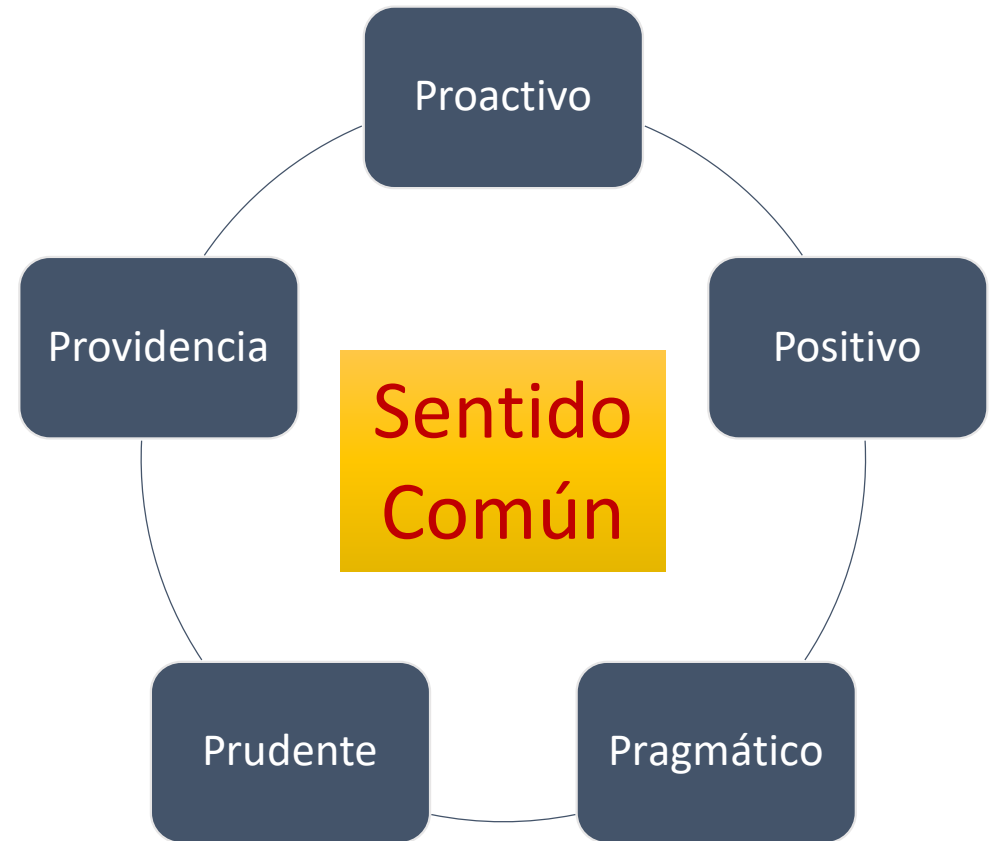 Proactivo
Providencia
Positivo
Sentido
Común
Prudente
Pragmático